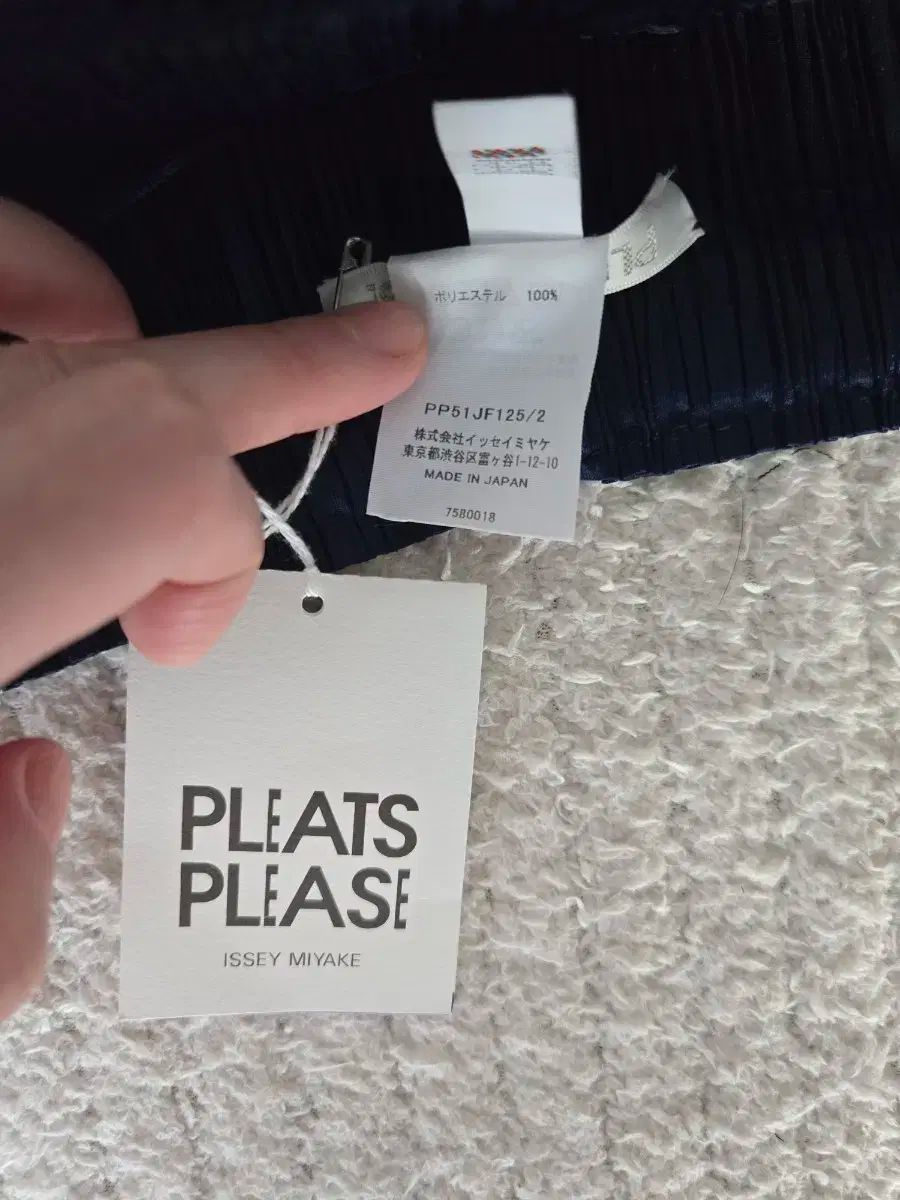 PL
ポリエステル 100%
PP51JF125/2
株式会社イッセイミヤケ
東京都渋谷区富ヶ谷1-12-10
MADE IN JAPAN
75B0018
PLEATS
PLEASE
ISSEY MIYAKE